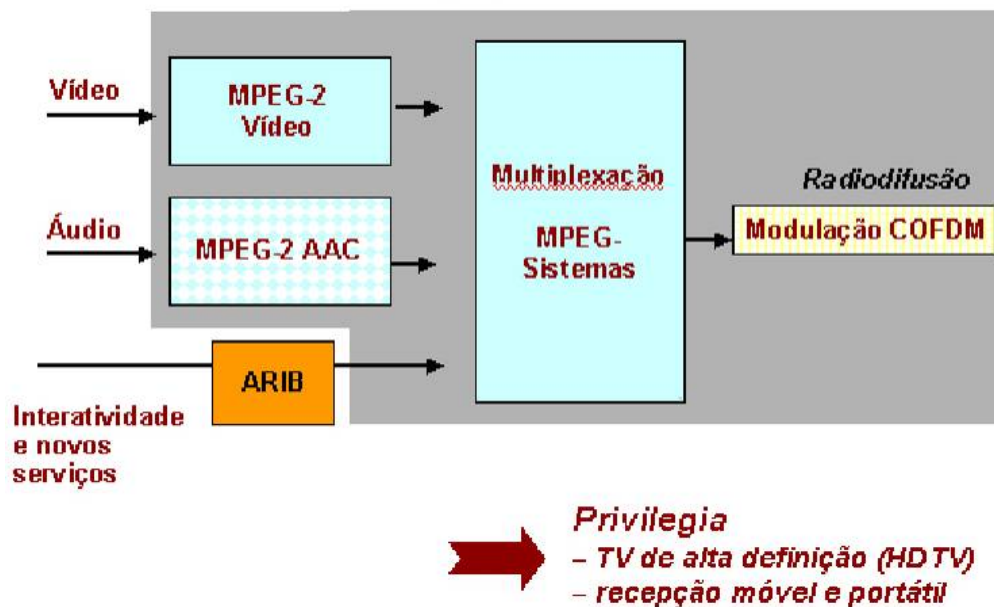 Vídeo
MPEG-2
Vídeo
Áudio
MPEG-2 AAC
Multiplexação
MPEG-
Sistemas
Radiodifusão
Modulação COFDM
ARIB
Interatividade
e novos
serviços
Privilegia
– TV de alta definição (HDTV)
– recepção móvel e portátil